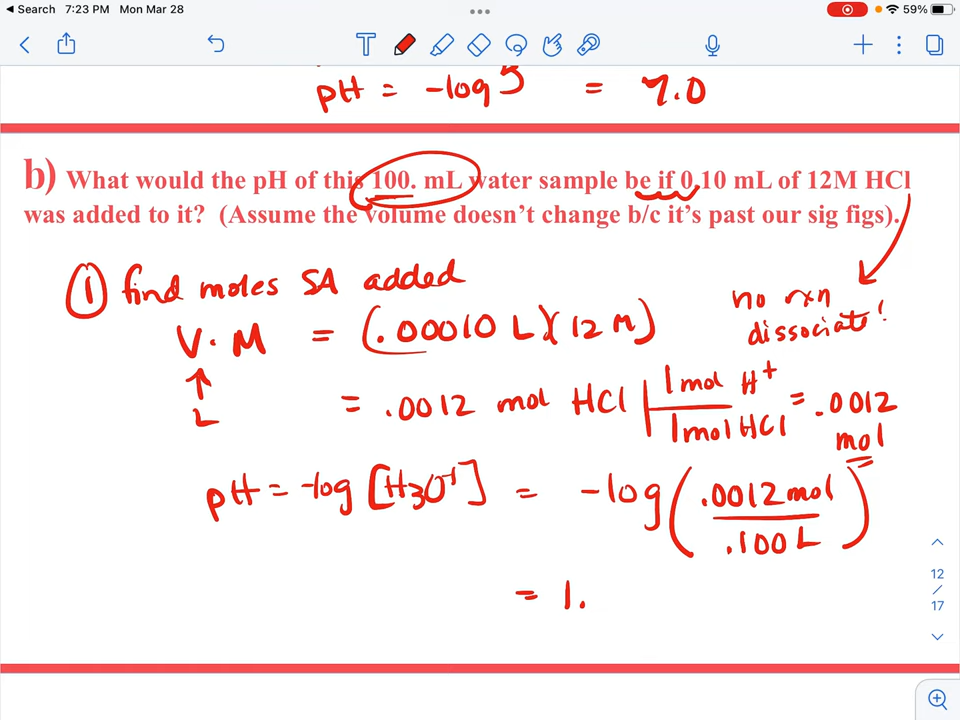 Search 7:23 PM Mon Mar 28 59%
T
pH = -log = 7.0
b) What would the pH of this 100. mL water sample be if 0.10 mL of 12M HCl
was added to it? (Assume the volume doesn't change b/c it's past our sig figs).
① find moles SA added
no rxn
dissociate!
V · M = (.00010 L)(12 M)
↑
L
= .0012 mol HCl | 1 mol H+ / 1 mol HCl = .0012
mol
pH = -log [H3O+] = -log ( .0012 mol / .100 L )
= 1.
12
/
17